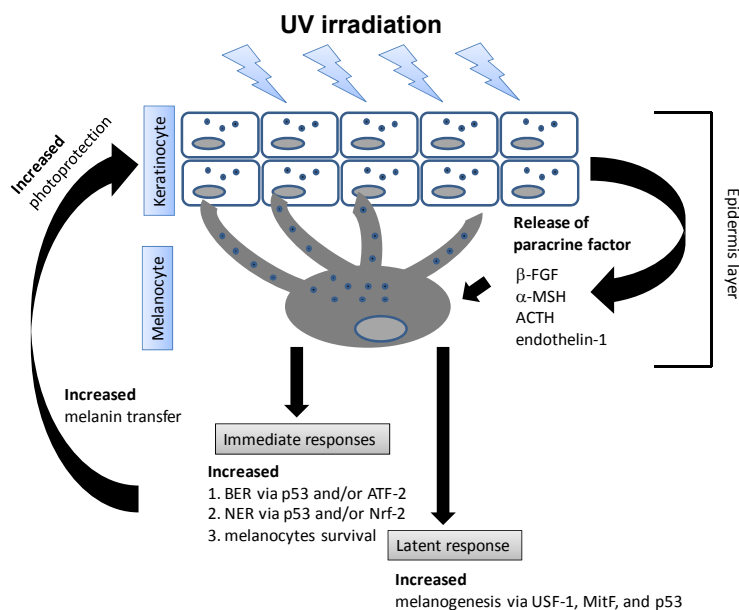 UV irradiation
Increased
photoprotection
Keratinocyte
Melanocyte
Release of
paracrine factor
β-FGF
α-MSH
ACTH
endothelin-1
Epidermis layer
Increased
melanin transfer
Immediate responses
Increased
1. BER via p53 and/or ATF-2
2. NER via p53 and/or Nrf-2
3. melanocytes survival
Latent response
Increased
melanogenesis via USF-1, MitF, and p53